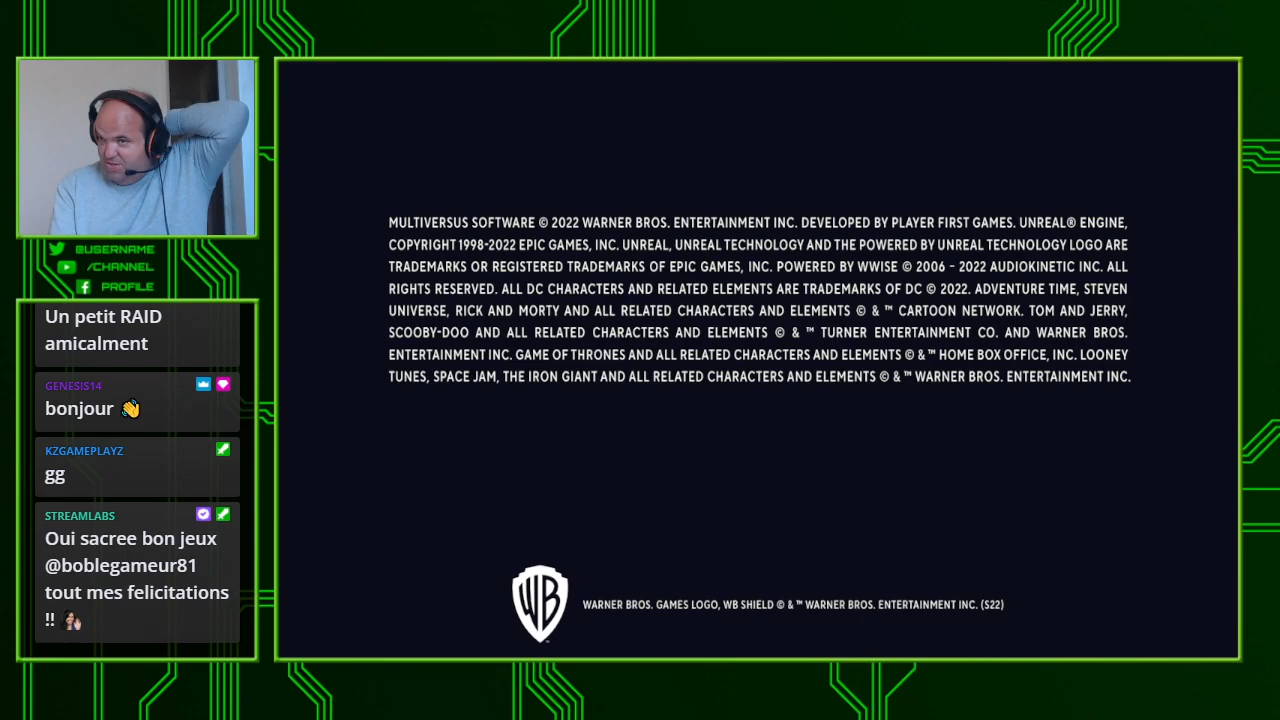 @USERNAME
/CHANNEL
PROFILE
Un petit RAID
amicalment
GENESIS14
bonjour 👋
KZGAMEPLAYZ
gg
STREAMLABS
Oui sacree bon jeux
@boblegameur81
tout mes felicitations
!!
MULTIVERSUS SOFTWARE © 2022 WARNER BROS. ENTERTAINMENT INC. DEVELOPED BY PLAYER FIRST GAMES. UNREAL® ENGINE,
COPYRIGHT 1998-2022 EPIC GAMES, INC. UNREAL, UNREAL TECHNOLOGY AND THE POWERED BY UNREAL TECHNOLOGY LOGO ARE
TRADEMARKS OR REGISTERED TRADEMARKS OF EPIC GAMES, INC. POWERED BY WWISE © 2006 - 2022 AUDIOKINETIC INC. ALL
RIGHTS RESERVED. ALL DC CHARACTERS AND RELATED ELEMENTS ARE TRADEMARKS OF DC © 2022. ADVENTURE TIME, STEVEN
UNIVERSE, RICK AND MORTY AND ALL RELATED CHARACTERS AND ELEMENTS © & ™ CARTOON NETWORK. TOM AND JERRY,
SCOOBY-DOO AND ALL RELATED CHARACTERS AND ELEMENTS © & ™ TURNER ENTERTAINMENT CO. AND WARNER BROS.
ENTERTAINMENT INC. GAME OF THRONES AND ALL RELATED CHARACTERS AND ELEMENTS © & ™ HOME BOX OFFICE, INC. LOONEY
TUNES, SPACE JAM, THE IRON GIANT AND ALL RELATED CHARACTERS AND ELEMENTS © & ™ WARNER BROS. ENTERTAINMENT INC.
WB
WARNER BROS. GAMES LOGO, WB SHIELD © & ™ WARNER BROS. ENTERTAINMENT INC. (S22)